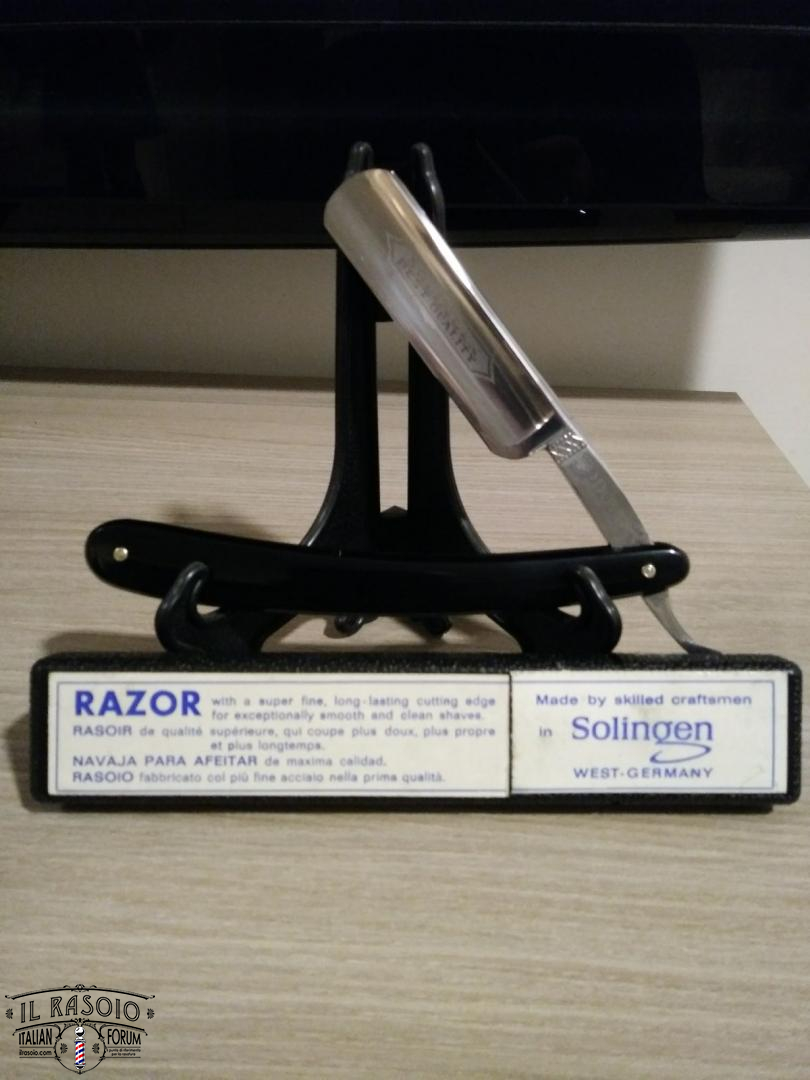 BEST QUALITY
RAZOR with a super fine, long-lasting cutting edge
for exceptionally smooth and clean shaves.
RASOIR de qualité supérieure, qui coupe plus doux, plus propre
et plus longtemps.
NAVAJA PARA AFEITAR de maxima calidad.
RASOIO fabbricato col più fine acciaio nella prima qualità.
Made by skilled craftsmen
in Solingen
WEST-GERMANY
IL RASOIO
ITALIAN FORUM
ilrasoio.com